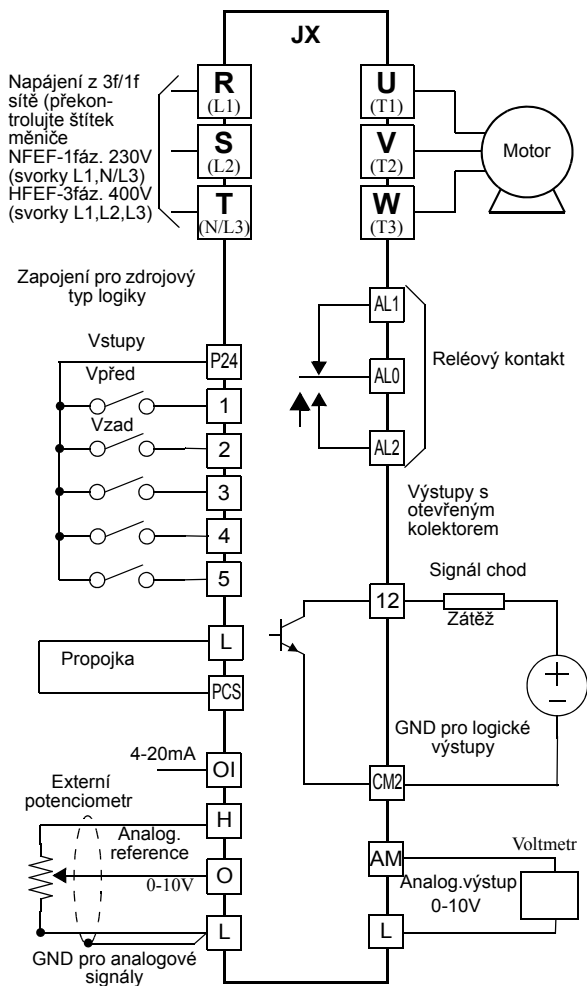 JX
Napájení z 3f/1f
sítě (překon-
trolujte štítek
měniče
NFEF-1fáz. 230V
(svorky L1,N/L3)
HFEF-3fáz. 400V
(svorky L1,L2,L3)
R
(L1)
S
(L2)
T
(N/L3)
U
(T1)
V
(T2)
W
(T3)
Motor
Zapojení pro zdrojový
typ logiky
Vstupy
P24
Vpřed
1
Vzad
2
3
4
5
L
Propojka
PCS
4-20mA
OI
Externí
potenciometr
H
Analog.
reference
0-10V
O
L
GND pro analogové
signály
AL1
AL0
AL2
Reléový kontakt
Výstupy s
otevřeným
kolektorem
Signál chod
12
Zátěž
+
−
GND pro logické
výstupy
CM2
AM
Voltmetr
Analog.výstup
0-10V
L